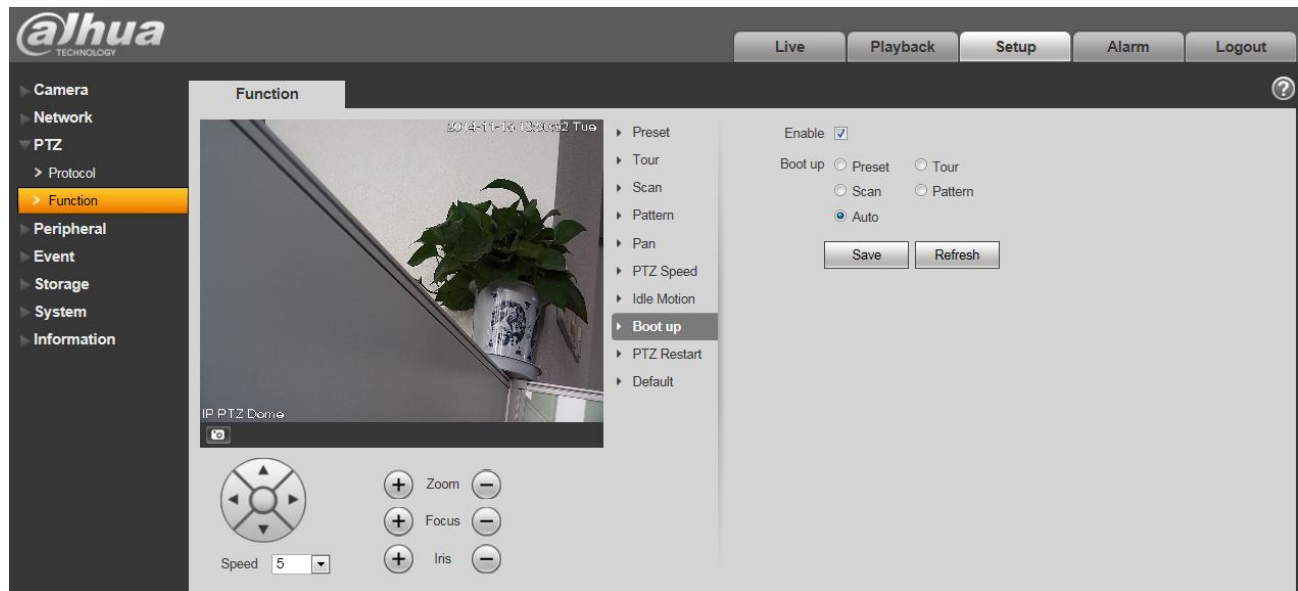 alhua
TECHNOLOGY
Live
Playback
Setup
Alarm
Logout
Camera
Network
PTZ
> Protocol
> Function
Peripheral
Event
Storage
System
Information
Function
?
Tue
IP PTZ Dome
Speed 5
+ Zoom −
+ Focus −
+ Iris −
Preset
Tour
Scan
Pattern
Pan
PTZ Speed
Idle Motion
Boot up
PTZ Restart
Default
Enable
Boot up Preset Tour
Scan Pattern
Auto
Save Refresh